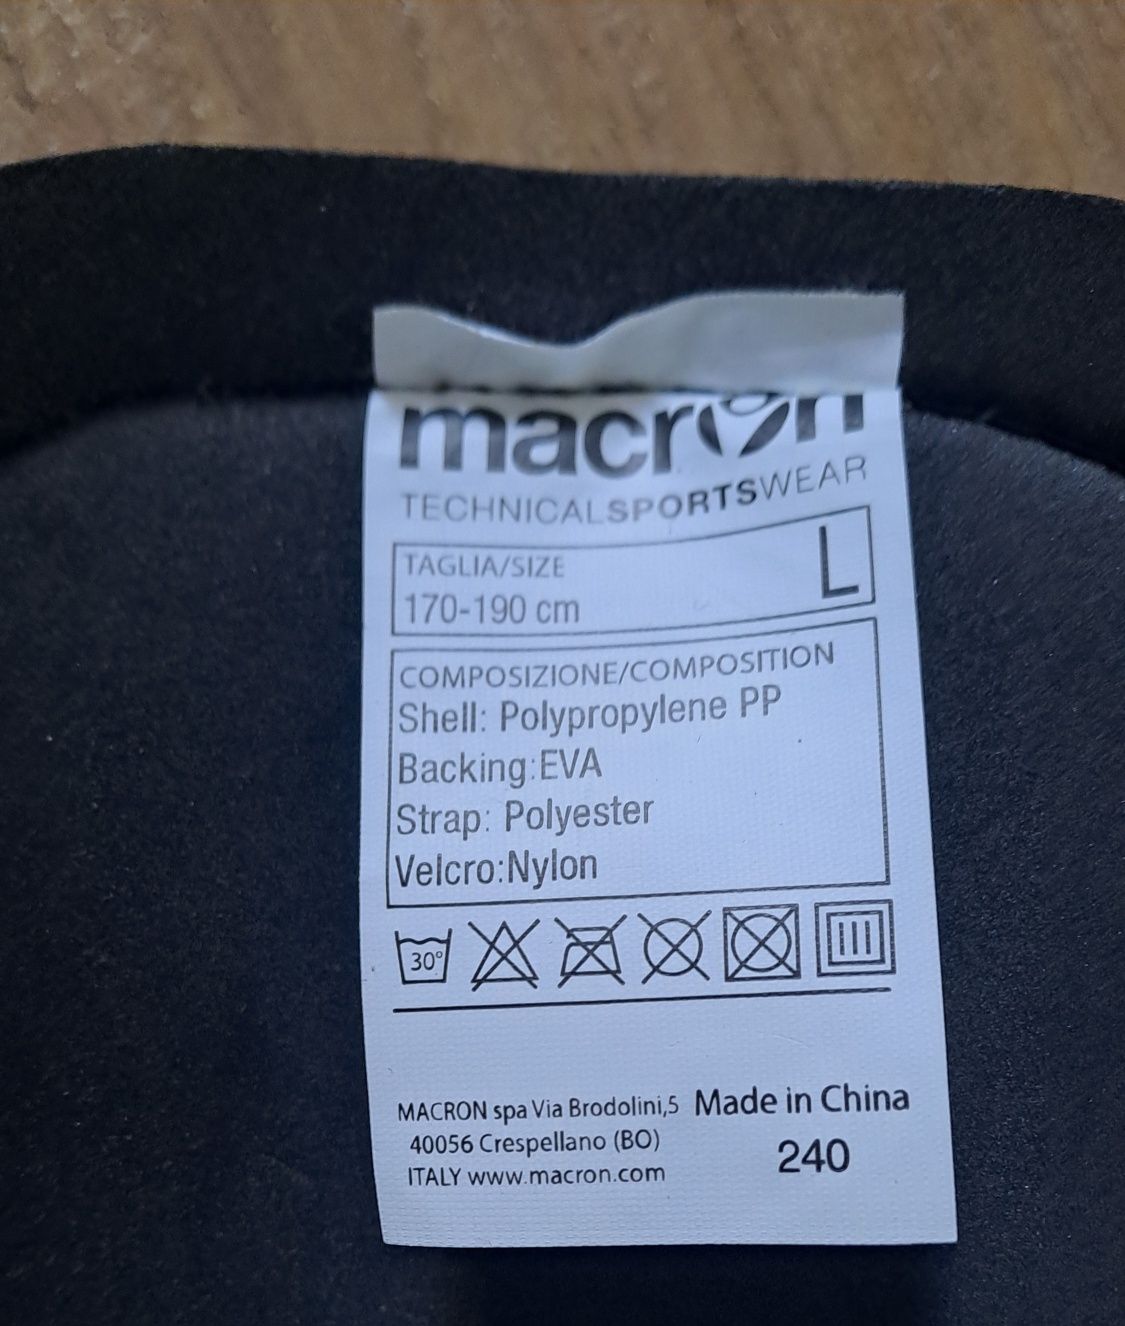 macron
TECHNICALSPORTSWEAR
TAGLIA/SIZE
L
170-190 cm
COMPOSIZIONE/COMPOSITION
Shell: Polypropylene PP
Backing:EVA
Strap: Polyester
Velcro:Nylon
30°
MACRON spa Via Brodolini,5
40056 Crespellano (BO)
ITALY www.macron.com
Made in China
240